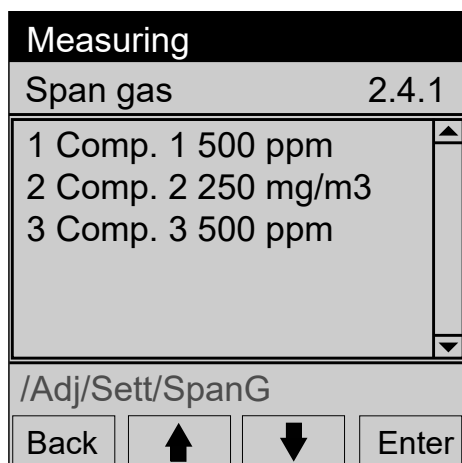 Measuring
Span gas 2.4.1
1 Comp. 1 500 ppm
2 Comp. 2 250 mg/m3
3 Comp. 3 500 ppm
/Adj/Sett/SpanG
Back Enter